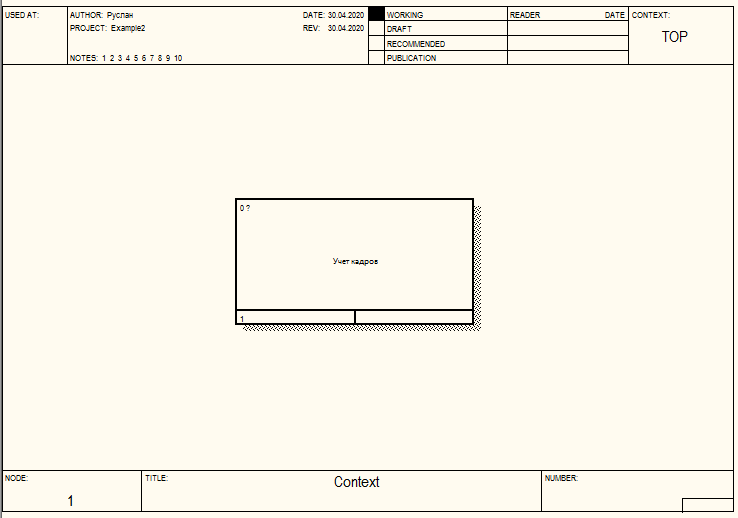 USED AT: AUTHOR: Руслан DATE: 30.04.2020 WORKING READER DATE CONTEXT:
PROJECT: Example2 REV: 30.04.2020 DRAFT
TOP
RECOMMENDED
NOTES: 1 2 3 4 5 6 7 8 9 10 PUBLICATION
0 ?
Учет кадров
1
NODE: TITLE: Context NUMBER:
1